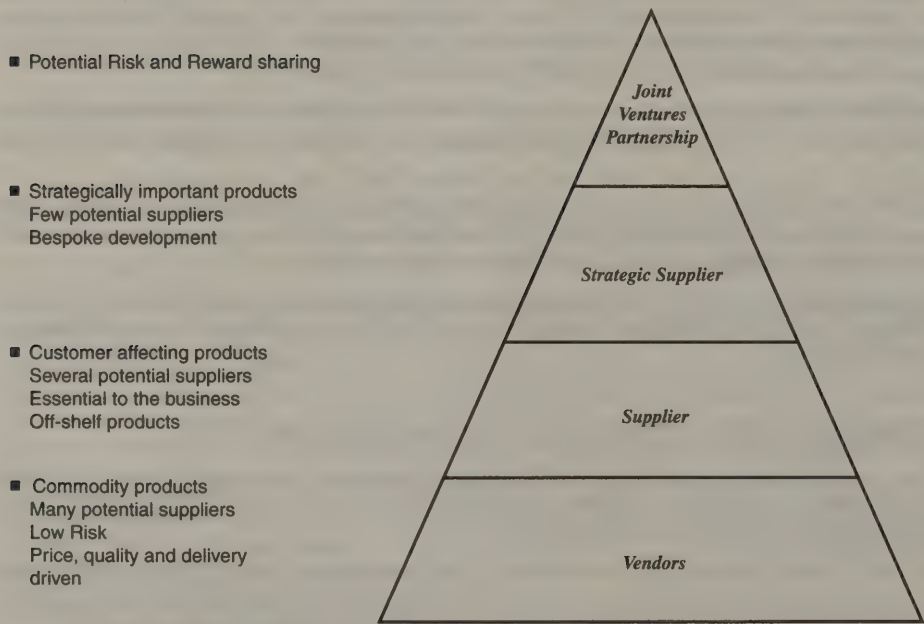 ■ Potential Risk and Reward sharing
Joint
Ventures
Partnership
■ Strategically important products
Few potential suppliers
Bespoke development
Strategic Supplier
■ Customer affecting products
Several potential suppliers
Essential to the business
Off-shelf products
Supplier
■ Commodity products
Many potential suppliers
Low Risk
Price, quality and delivery
driven
Vendors